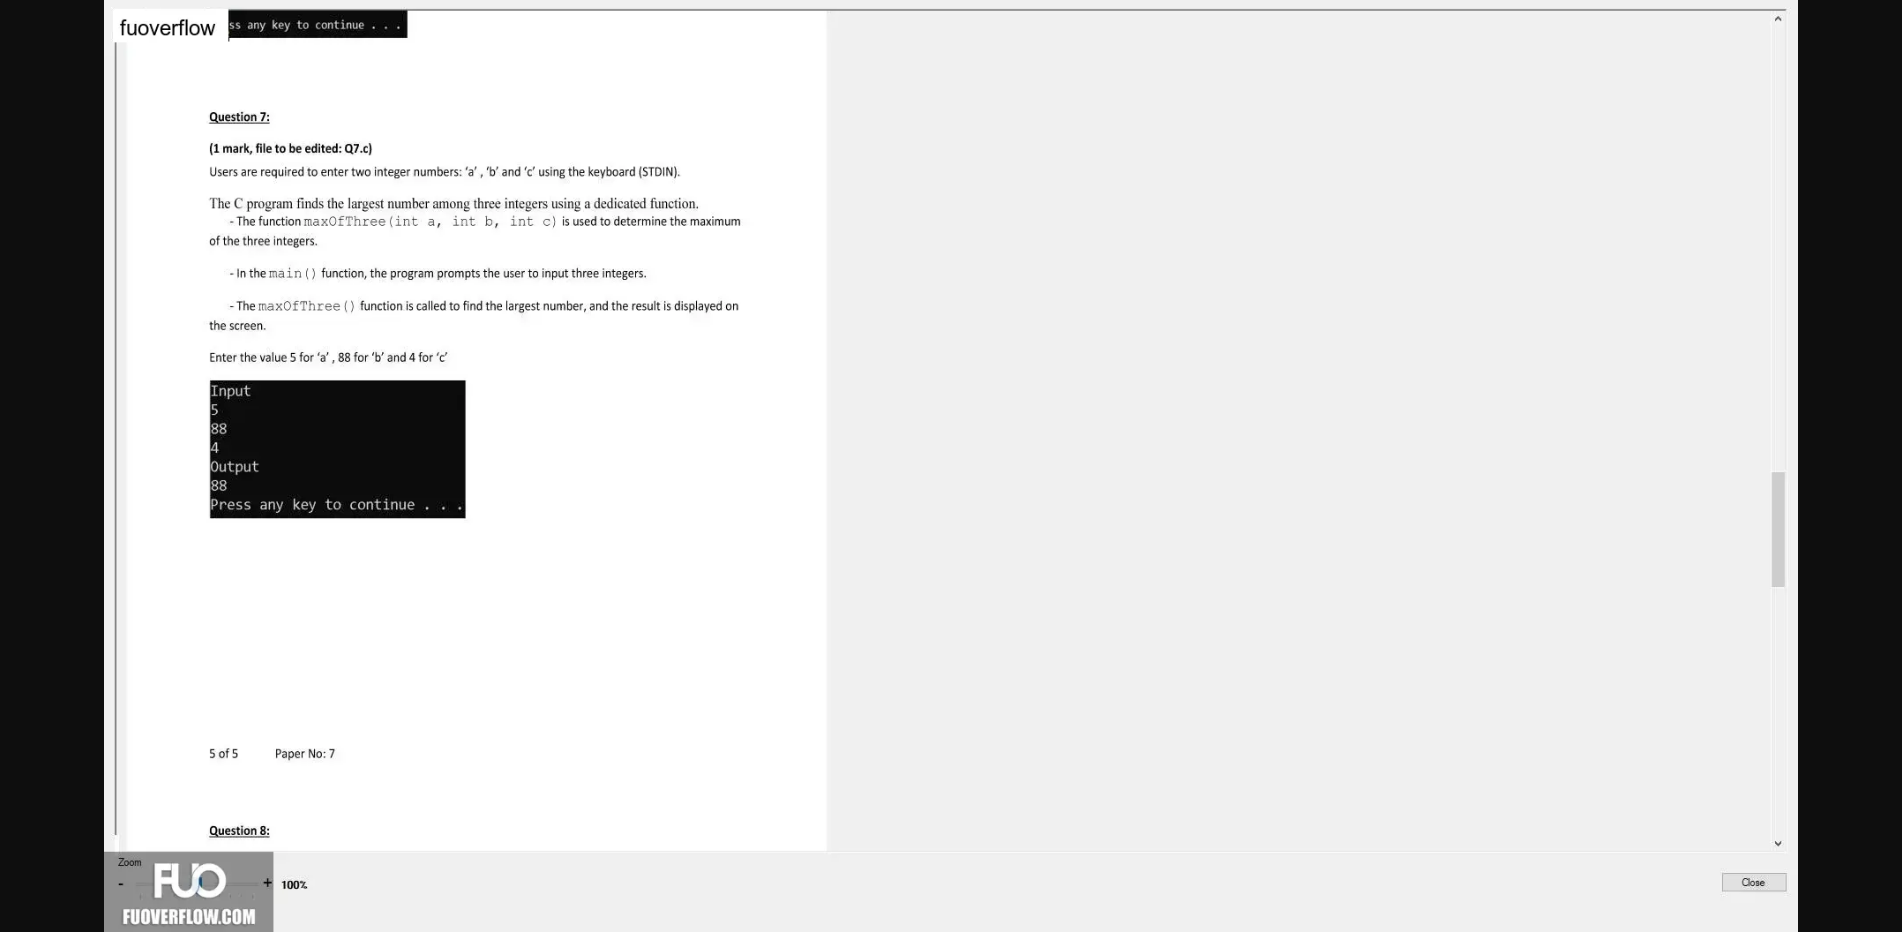 fuoverflow
ss any key to continue . . .
Question 7:
(1 mark, file to be edited: Q7.c)
Users are required to enter two integer numbers: ‘a’ , ‘b’ and ‘c’ using the keyboard (STDIN).
The C program finds the largest number among three integers using a dedicated function.
- The function maxOfThree(int a, int b, int c) is used to determine the maximum
of the three integers.
- In the main() function, the program prompts the user to input three integers.
- The maxOfThree() function is called to find the largest number, and the result is displayed on
the screen.
Enter the value 5 for ‘a’ , 88 for ‘b’ and 4 for ‘c’
Input
5
88
4
Output
88
Press any key to continue . . .
5 of 5 Paper No: 7
Question 8:
Zoom
- + 100%
FUO
FUOVERFLOW.COM
Close